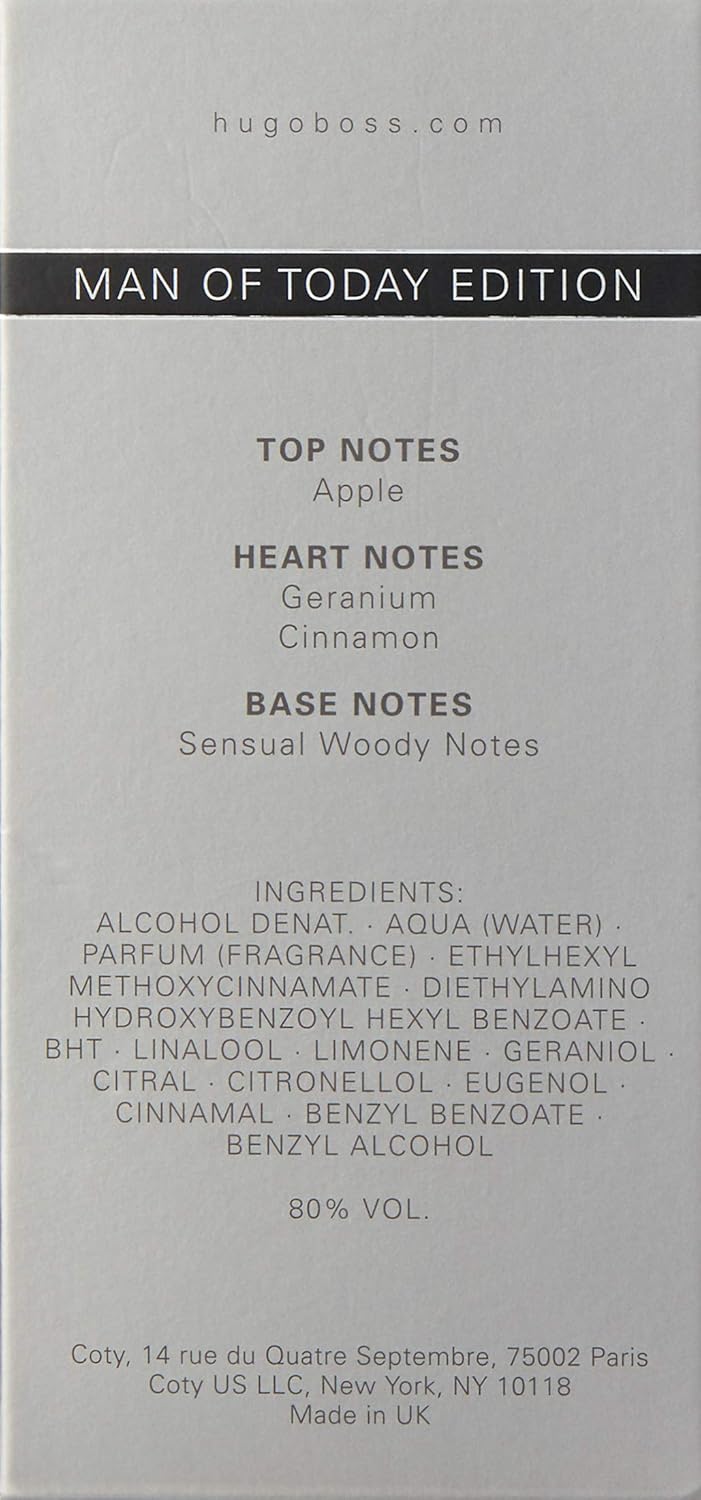 hugoboss.com
MAN OF TODAY EDITION
TOP NOTES
Apple
HEART NOTES
Geranium
Cinnamon
BASE NOTES
Sensual Woody Notes
INGREDIENTS:
ALCOHOL DENAT. · AQUA (WATER) ·
PARFUM (FRAGRANCE) · ETHYLHEXYL
METHOXYCINNAMATE · DIETHYLAMINO
HYDROXYBENZOYL HEXYL BENZOATE ·
BHT · LINALOOL · LIMONENE · GERANIOL ·
CITRAL · CITRONELLOL · EUGENOL ·
CINNAMAL · BENZYL BENZOATE ·
BENZYL ALCOHOL
80% VOL.
Coty, 14 rue du Quatre Septembre, 75002 Paris
Coty US LLC, New York, NY 10118
Made in UK